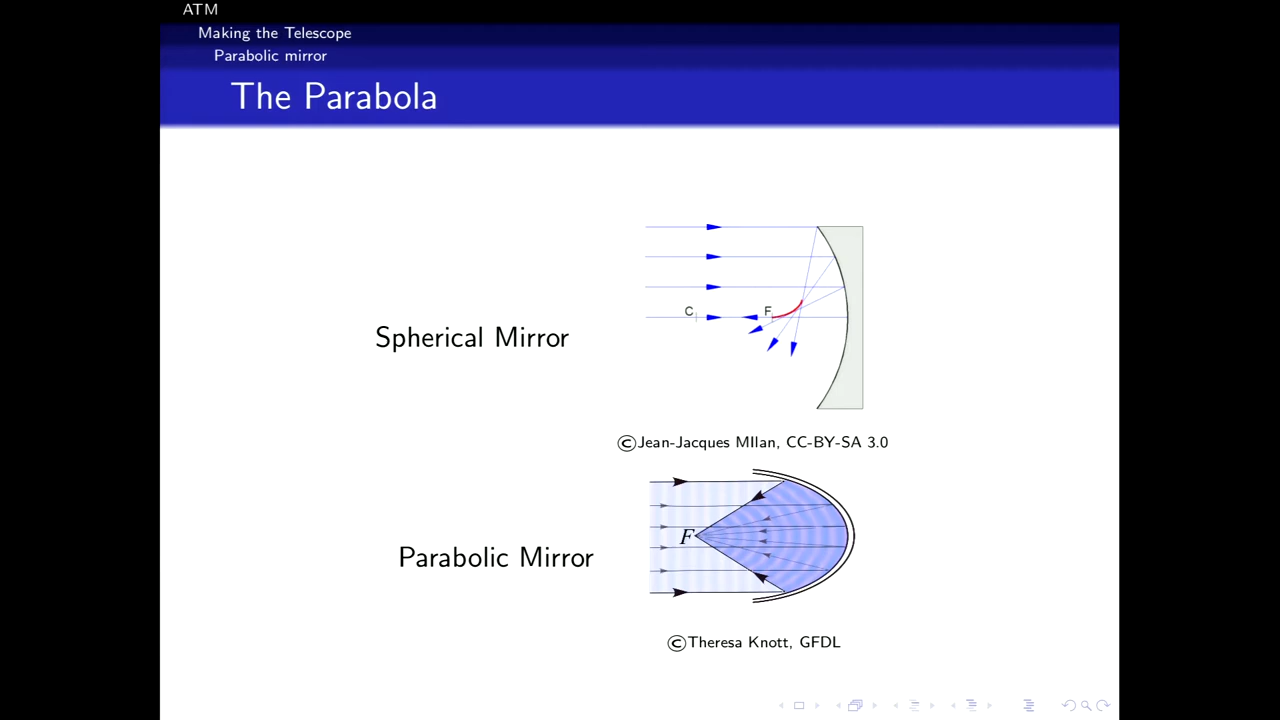 ATM
Making the Telescope
Parabolic mirror
The Parabola
C
F
Spherical Mirror
©Jean-Jacques MIlan, CC-BY-SA 3.0
F
Parabolic Mirror
©Theresa Knott, GFDL